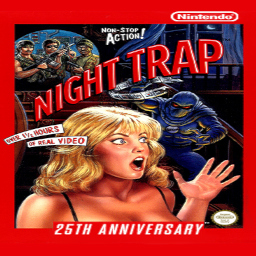 Nintendo
NON-STOP
ACTION!
NIGHT TRAP
OVER 1½ HOURS
OF REAL VIDEO
25TH ANNIVERSARY